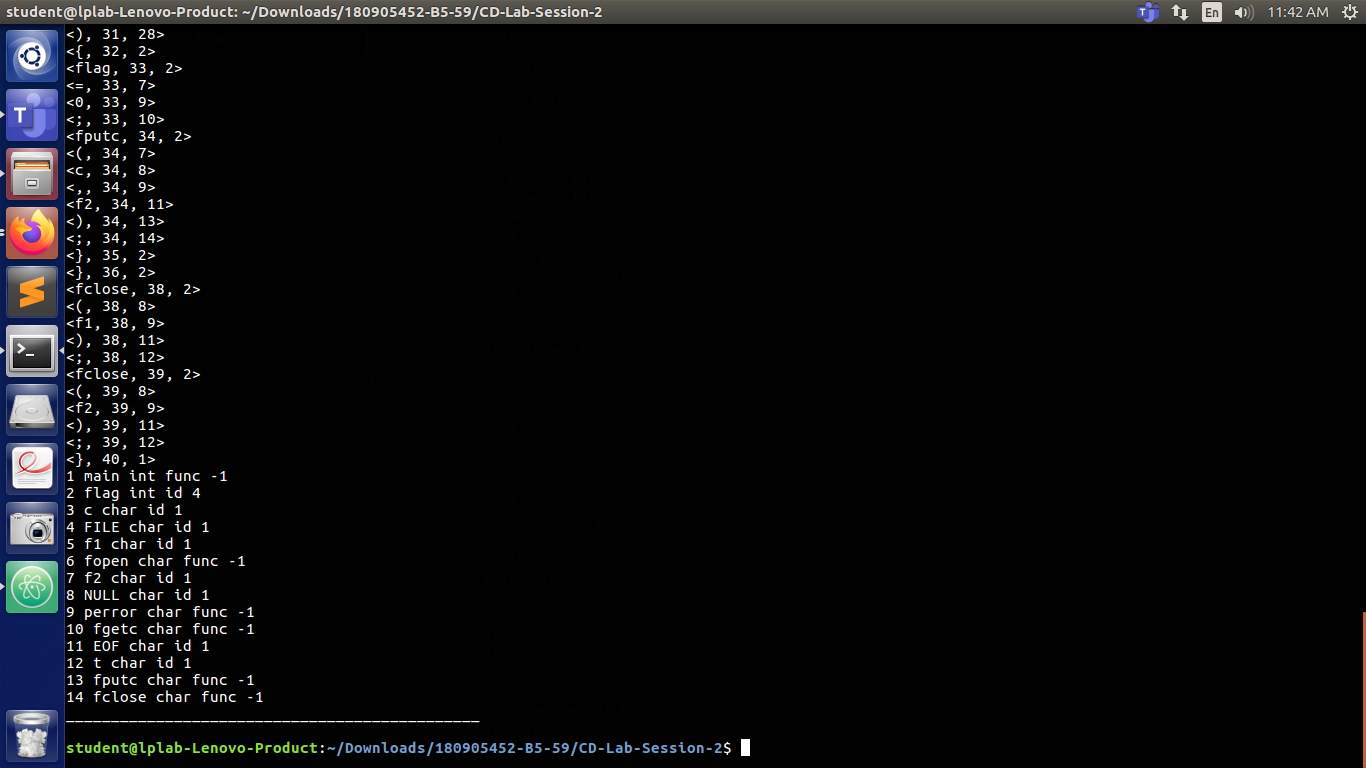 student@lplab-Lenovo-Product: ~/Downloads/180905452-B5-59/CD-Lab-Session-2
En
11:42 AM
<), 31, 28>
<{, 32, 2>
<flag, 33, 2>
<=, 33, 7>
<0, 33, 9>
<;, 33, 10>
<fputc, 34, 2>
<(, 34, 7>
<c, 34, 8>
<,, 34, 9>
<f2, 34, 11>
<), 34, 13>
<;, 34, 14>
<}, 35, 2>
<}, 36, 2>
<fclose, 38, 2>
<(, 38, 8>
<f1, 38, 9>
<), 38, 11>
<;, 38, 12>
<fclose, 39, 2>
<(, 39, 8>
<f2, 39, 9>
<), 39, 11>
<;, 39, 12>
<}, 40, 1>
1 main int func -1
2 flag int id 4
3 c char id 1
4 FILE char id 1
5 f1 char id 1
6 fopen char func -1
7 f2 char id 1
8 NULL char id 1
9 perror char func -1
10 fgetc char func -1
11 EOF char id 1
12 t char id 1
13 fputc char func -1
14 fclose char func -1
______________________________________________
student@lplab-Lenovo-Product:~/Downloads/180905452-B5-59/CD-Lab-Session-2$